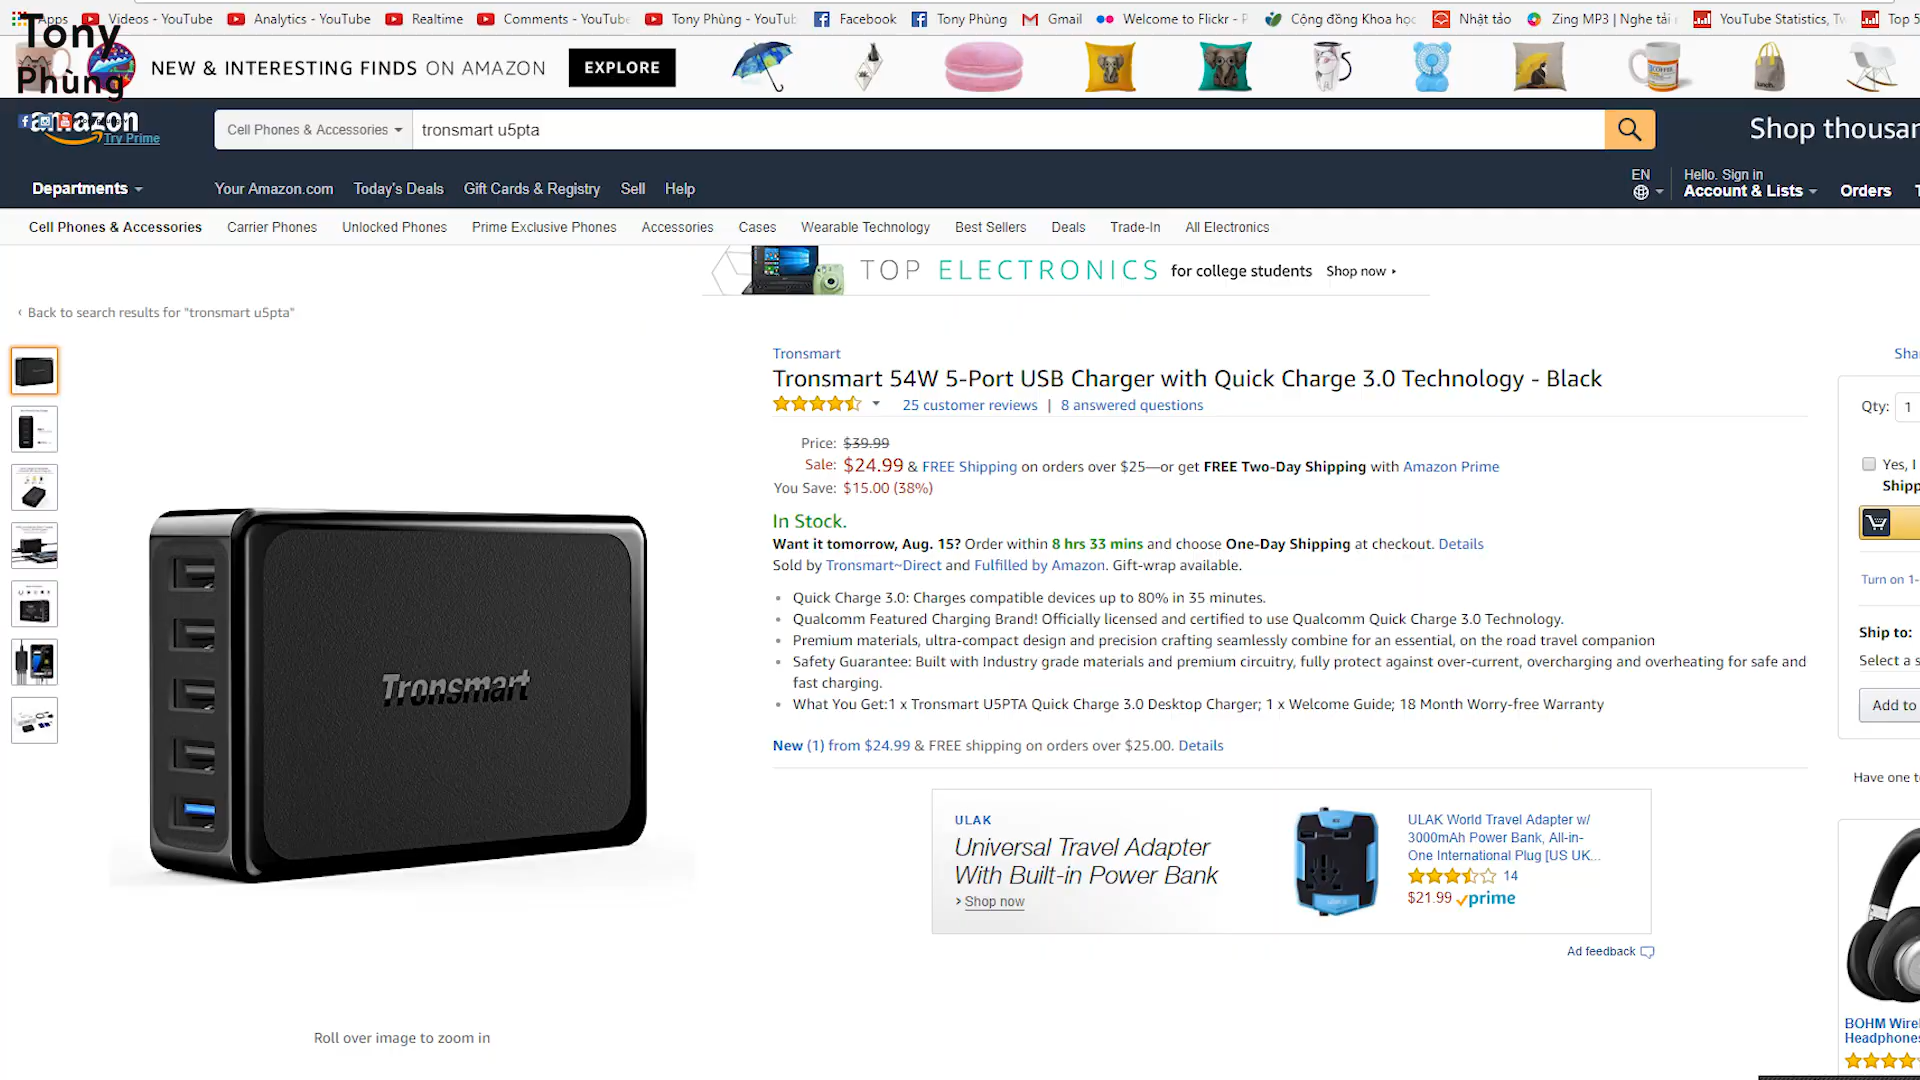 Apps
Videos - YouTube
Analytics - YouTube
Realtime
Comments - YouTube
Tony Phùng - YouTu
Facebook
Tony Phùng
Gmail
Welcome to Flickr - P
Cộng đồng Khoa học
Nhật tảo
Zing MP3 | Nghe tải
YouTube Statistics, Tw
Top 5
Tony
Phùng
NEW & INTERESTING FINDS ON AMAZON
EXPLORE
amazon
Try Prime
Cell Phones & Accessories
tronsmart u5pta
Shop thousan
Departments
Your Amazon.com
Today's Deals
Gift Cards & Registry
Sell
Help
EN
Hello. Sign in
Account & Lists
Orders
Cell Phones & Accessories
Carrier Phones
Unlocked Phones
Prime Exclusive Phones
Accessories
Cases
Wearable Technology
Best Sellers
Deals
Trade-In
All Electronics
TOP ELECTRONICS for college students Shop now ▸
‹ Back to search results for "tronsmart u5pta"
Tronsmart
Tronsmart 54W 5-Port USB Charger with Quick Charge 3.0 Technology - Black
25 customer reviews | 8 answered questions
Price: $39.99
Sale: $24.99 & FREE Shipping on orders over $25—or get FREE Two-Day Shipping with Amazon Prime
You Save: $15.00 (38%)
In Stock.
Want it tomorrow, Aug. 15? Order within 8 hrs 33 mins and choose One-Day Shipping at checkout. Details
Sold by Tronsmart~Direct and Fulfilled by Amazon. Gift-wrap available.
• Quick Charge 3.0: Charges compatible devices up to 80% in 35 minutes.
• Qualcomm Featured Charging Brand! Officially licensed and certified to use Qualcomm Quick Charge 3.0 Technology.
• Premium materials, ultra-compact design and precision crafting seamlessly combine for an essential, on the road travel companion
• Safety Guarantee: Built with Industry grade materials and premium circuitry, fully protect against over-current, overcharging and overheating for safe and
fast charging.
• What You Get:1 x Tronsmart U5PTA Quick Charge 3.0 Desktop Charger; 1 x Welcome Guide; 18 Month Worry-free Warranty
New (1) from $24.99 & FREE shipping on orders over $25.00. Details
Tronsmart
ULAK
Universal Travel Adapter
With Built-in Power Bank
› Shop now
ULAK World Travel Adapter w/
3000mAh Power Bank, All-in-
One International Plug [US UK...
14
$21.99 prime
Ad feedback
Roll over image to zoom in
Shar
Qty: 1
Yes, I
Shipp
Turn on 1-
Ship to:
Select a s
Add to
Have one to
BOHM Wirel
Headphones